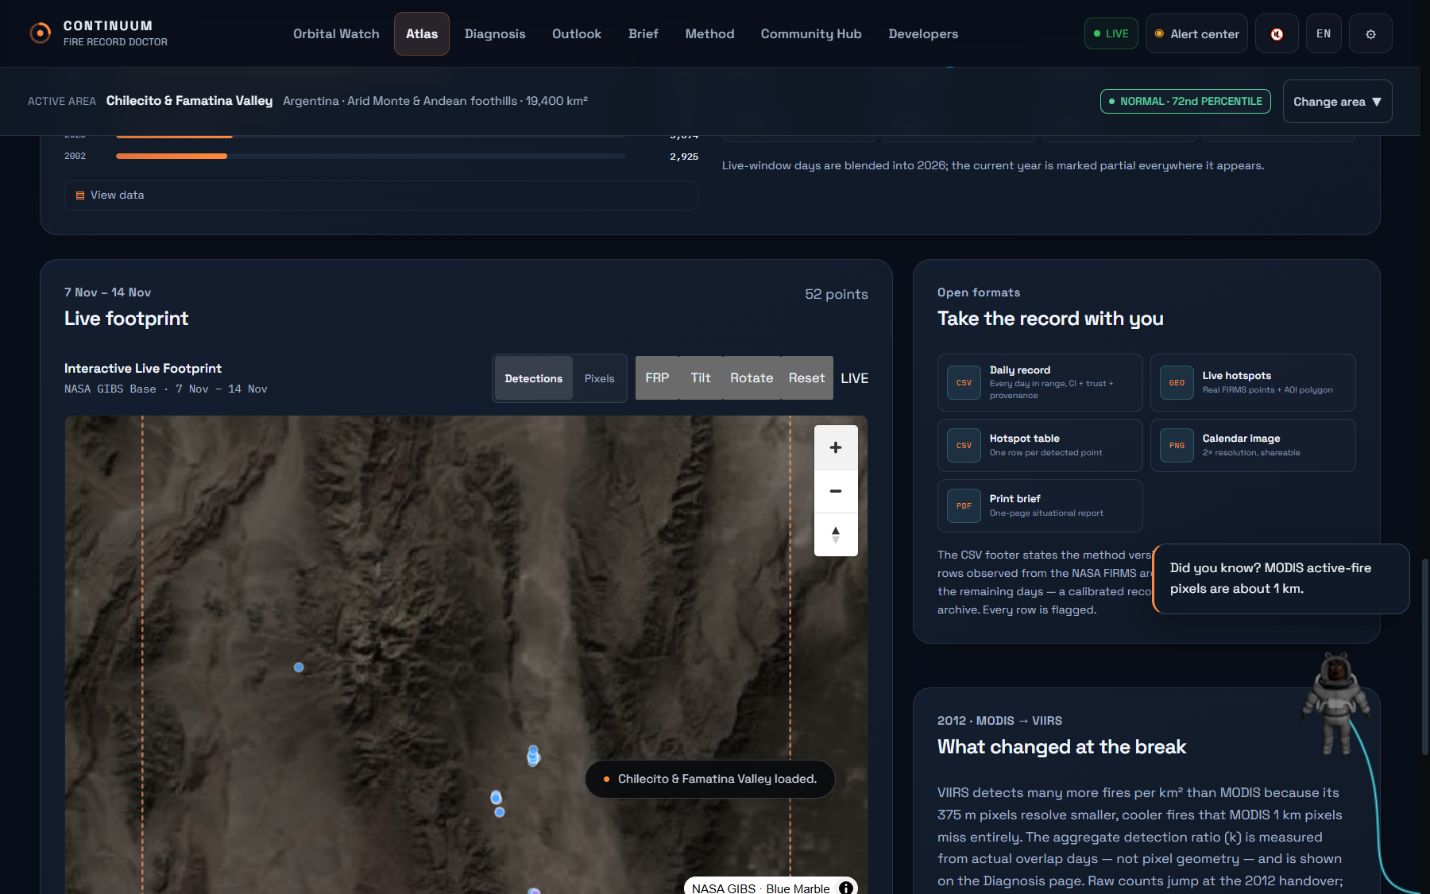 CONTINUUM
FIRE RECORD DOCTOR
Orbital Watch
Atlas
Diagnosis
Outlook
Brief
Method
Community Hub
Developers
LIVE
Alert center
EN
ACTIVE AREA Chilecito & Famatina Valley Argentina · Arid Monte & Andean foothills · 19,400 km²
NORMAL · 72nd PERCENTILE
Change area ▼
2002
2,925
View data
Live-window days are blended into 2026; the current year is marked partial everywhere it appears.
7 Nov – 14 Nov
52 points
Live footprint
Interactive Live Footprint
NASA GIBS Base · 7 Nov – 14 Nov
Detections
Pixels
FRP
Tilt
Rotate
Reset
LIVE
+
−
Chilecito & Famatina Valley loaded.
NASA GIBS · Blue Marble
Open formats
Take the record with you
CSV
Daily record
Every day in range, CI + trust +
provenance
GEO
Live hotspots
Real FIRMS points + AOI polygon
CSV
Hotspot table
One row per detected point
PNG
Calendar image
2× resolution, shareable
PDF
Print brief
One-page situational report
The CSV footer states the method
rows observed from the NASA FIRMS
the remaining days — a calibrated
archive. Every row is flagged.
Did you know? MODIS active-fire
pixels are about 1 km.
2012 · MODIS → VIIRS
What changed at the break
VIIRS detects many more fires per km² than MODIS because its
375 m pixels resolve smaller, cooler fires that MODIS 1 km pixels
miss entirely. The aggregate detection ratio (k) is measured
from actual overlap days — not pixel geometry — and is shown
on the Diagnosis page. Raw counts jump at the 2012 handover;